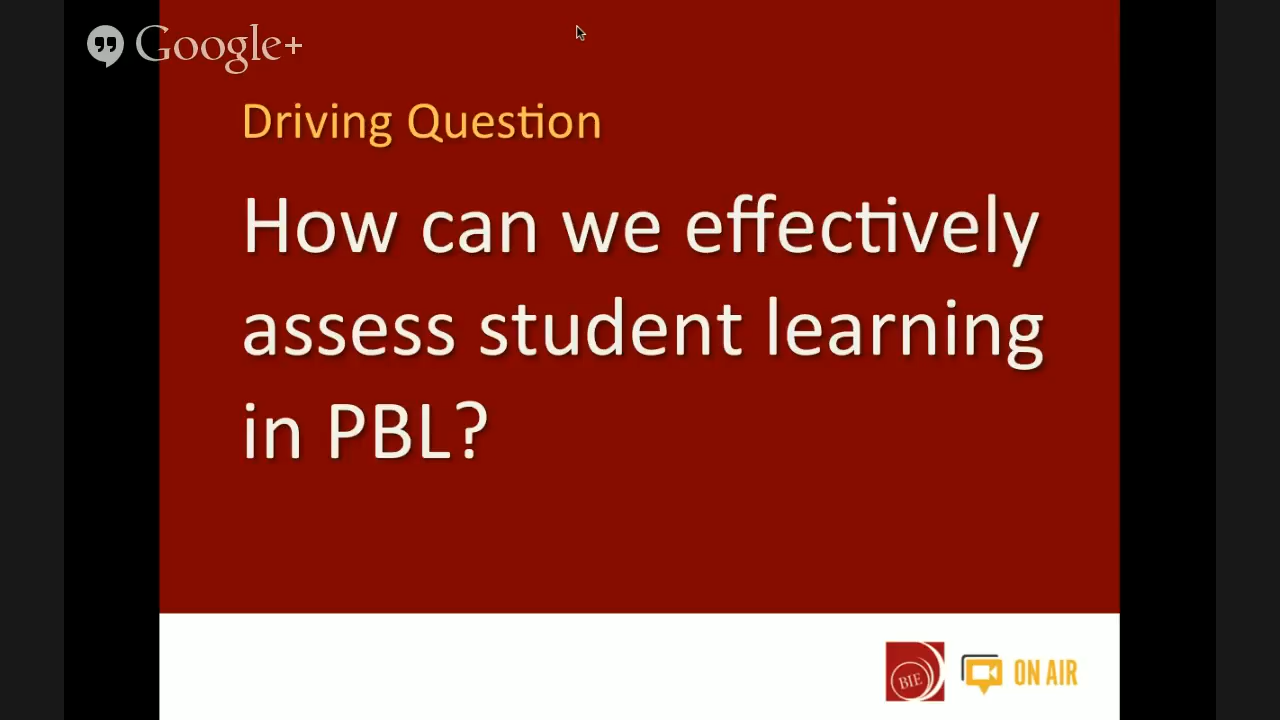 Google+
Driving Question
How can we effectively
assess student learning
in PBL?
BIE
ON AIR